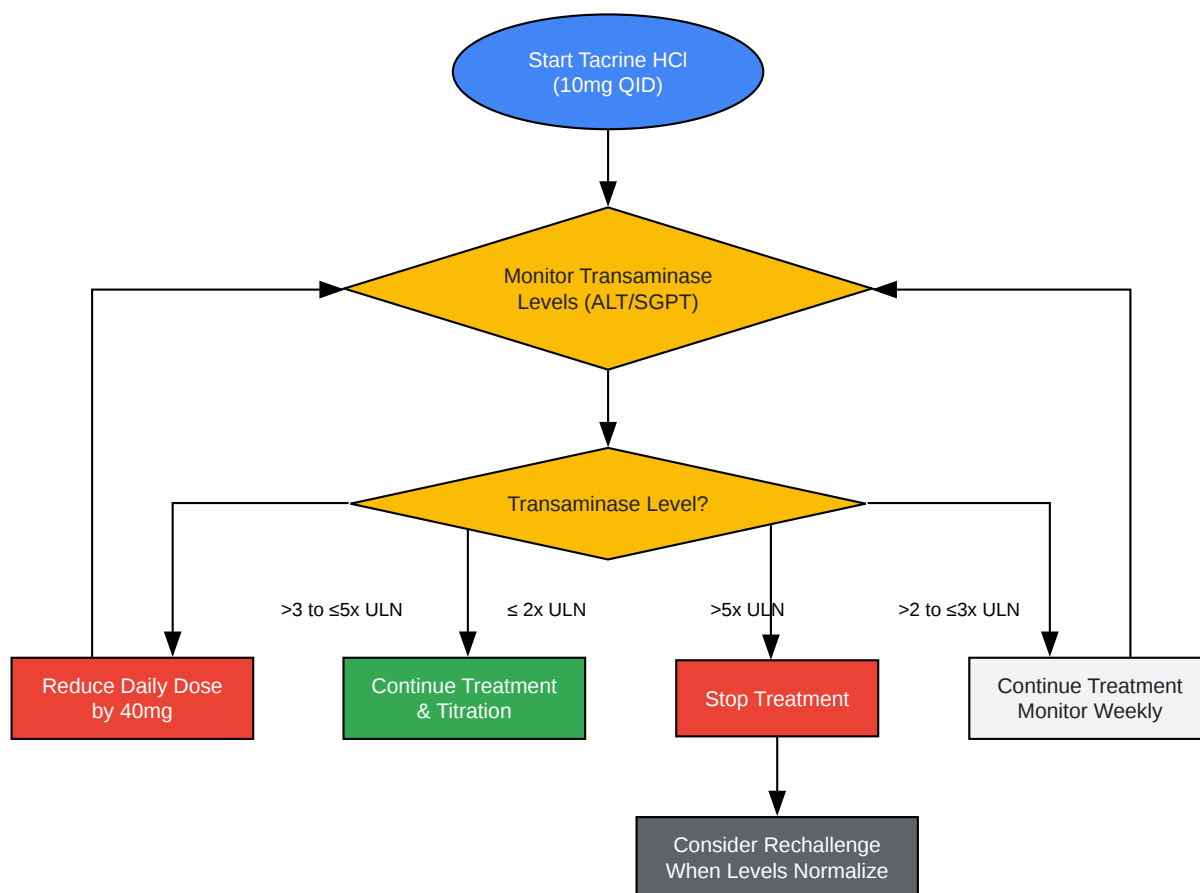 Start Tacrine HCl
(10mg QID)
Monitor Transaminase
Levels (ALT/SGPT)
Transaminase Level?
>3 to ≤5x ULN
≤ 2x ULN
>5x ULN
>2 to ≤3x ULN
Reduce Daily Dose
by 40mg
Continue Treatment
& Titration
Stop Treatment
Continue Treatment
Monitor Weekly
Consider Rechallenge
When Levels Normalize